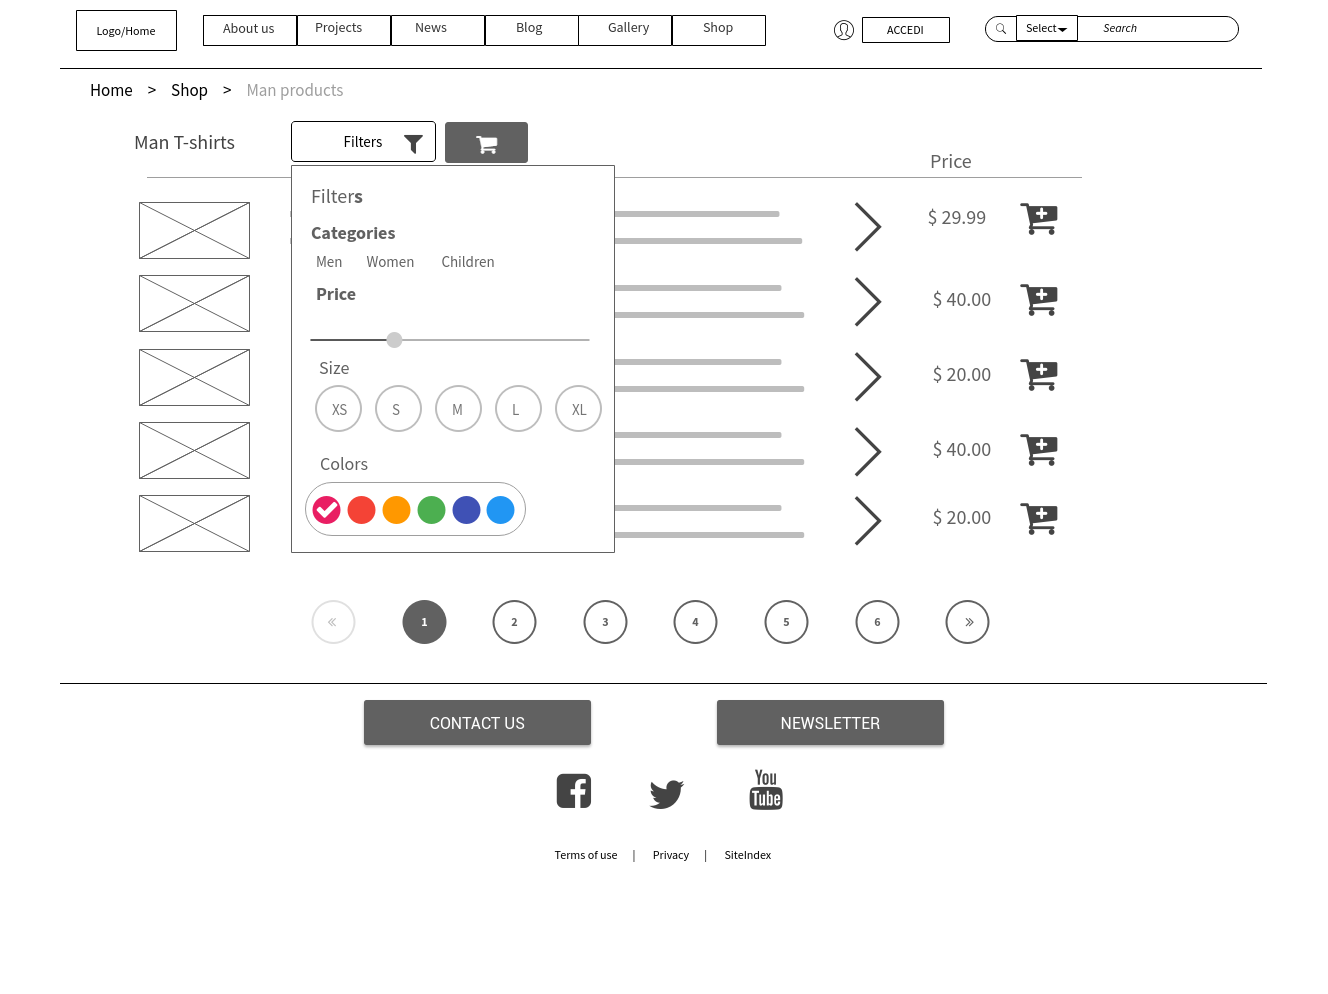 Logo/Home About us Projects News Blog Gallery Shop ACCEDI Select Search
Home > Shop > Man products
Man T-shirts Filters
Price
Filters
Categories
Men Women Children
Price
Size
XS S M L XL
Colors
$ 29.99
$ 40.00
$ 20.00
$ 40.00
$ 20.00
« 1 2 3 4 5 6 »
CONTACT US NEWSLETTER
You
Tube
Terms of use | Privacy | SiteIndex